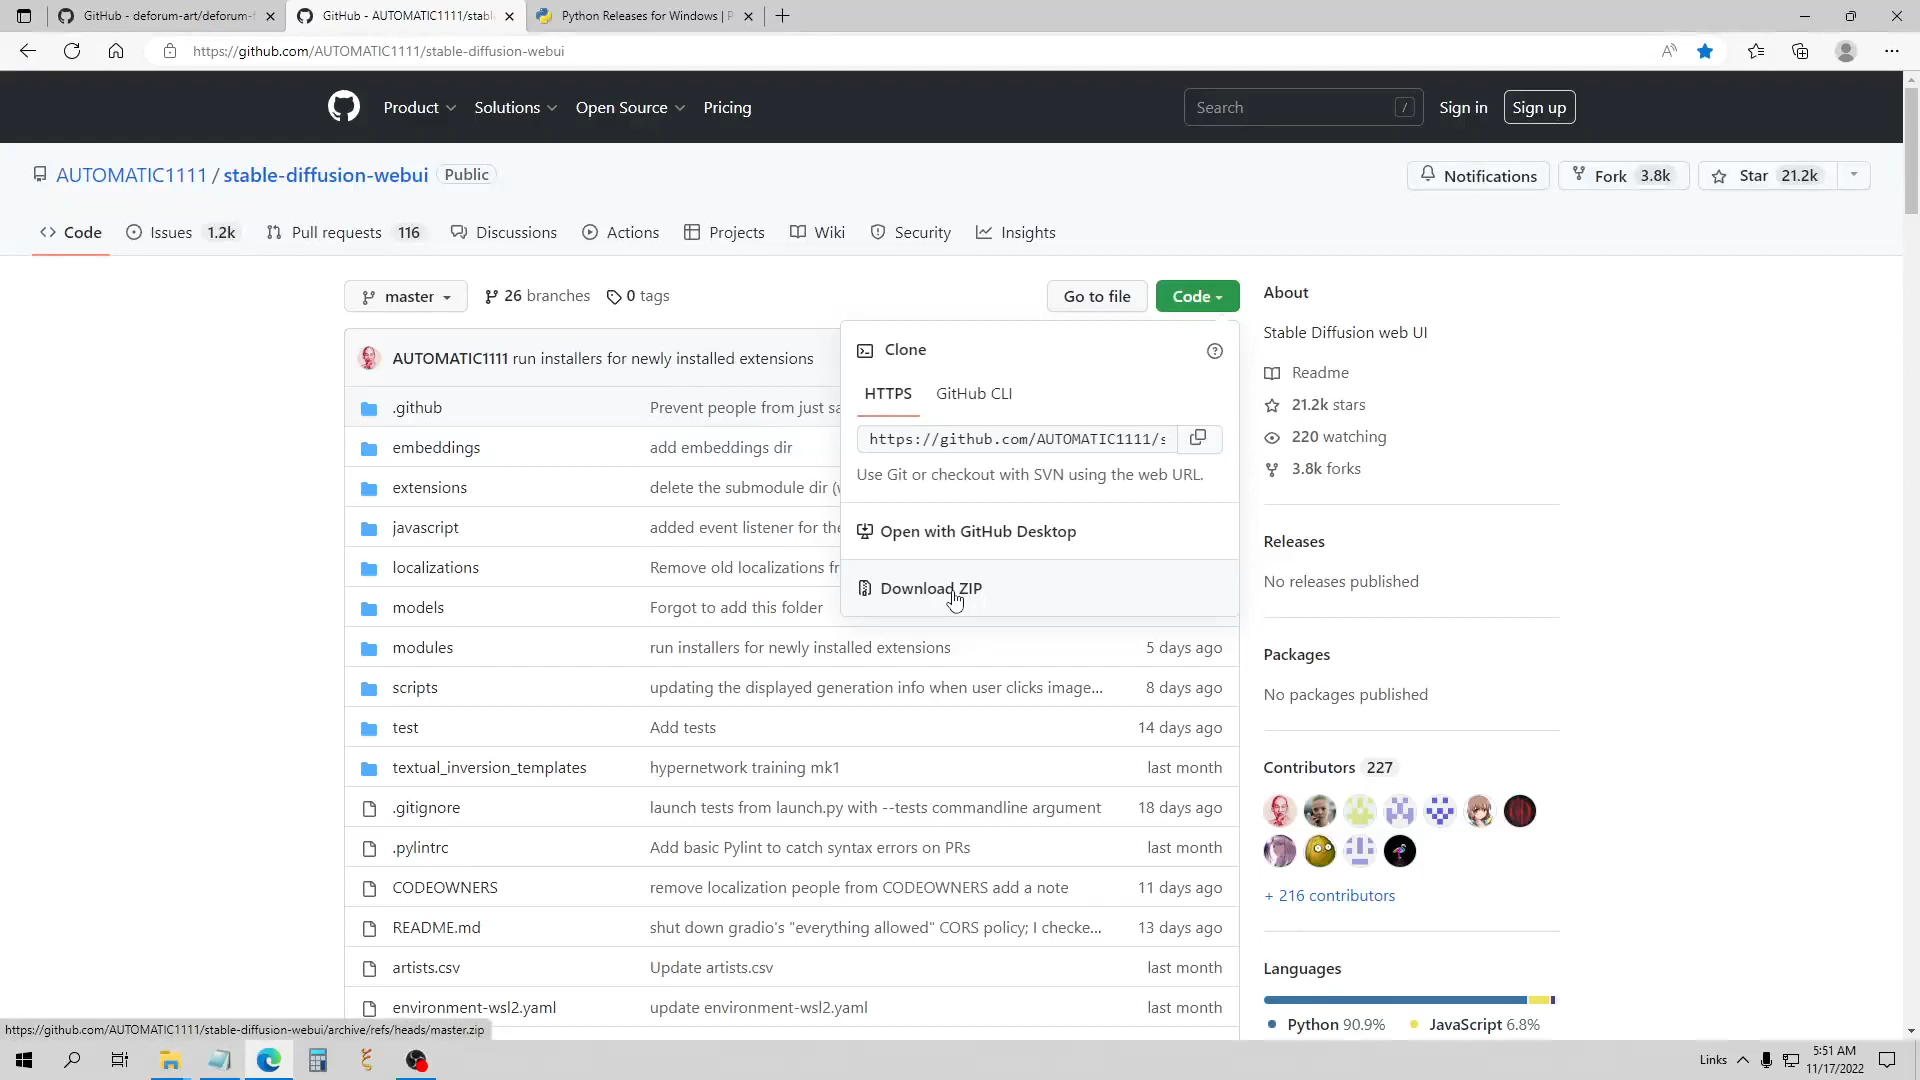 GitHub - deforum-art/deforum-
GitHub - AUTOMATIC1111/stabl
Python Releases for Windows | P
https://github.com/AUTOMATIC1111/stable-diffusion-webui
Product
Solutions
Open Source
Pricing
Search /
Sign in
Sign up
AUTOMATIC1111 / stable-diffusion-webui Public
Notifications
Fork 3.8k
Star 21.2k
<> Code
Issues 1.2k
Pull requests 116
Discussions
Actions
Projects
Wiki
Security
Insights
master
26 branches
0 tags
Go to file
Code
AUTOMATIC1111 run installers for newly installed extensions
.github Prevent people from just sa
embeddings add embeddings dir
extensions delete the submodule dir (
javascript added event listener for the
localizations Remove old localizations fr
models Forgot to add this folder
modules run installers for newly installed extensions 5 days ago
scripts updating the displayed generation info when user clicks image... 8 days ago
test Add tests 14 days ago
textual_inversion_templates hypernetwork training mk1 last month
.gitignore launch tests from launch.py with --tests commandline argument 18 days ago
.pylintrc Add basic Pylint to catch syntax errors on PRs last month
CODEOWNERS remove localization people from CODEOWNERS add a note 11 days ago
README.md shut down gradio's "everything allowed" CORS policy; I checke... 13 days ago
artists.csv Update artists.csv last month
environment-wsl2.yaml update environment-wsl2.yaml last month
Clone
HTTPS
GitHub CLI
https://github.com/AUTOMATIC1111/s
Use Git or checkout with SVN using the web URL.
Open with GitHub Desktop
Download ZIP
About
Stable Diffusion web UI
Readme
21.2k stars
220 watching
3.8k forks
Releases
No releases published
Packages
No packages published
Contributors 227
+ 216 contributors
Languages
Python 90.9%
JavaScript 6.8%
https://github.com/AUTOMATIC1111/stable-diffusion-webui/archive/refs/heads/master.zip
Links
5:51 AM
11/17/2022